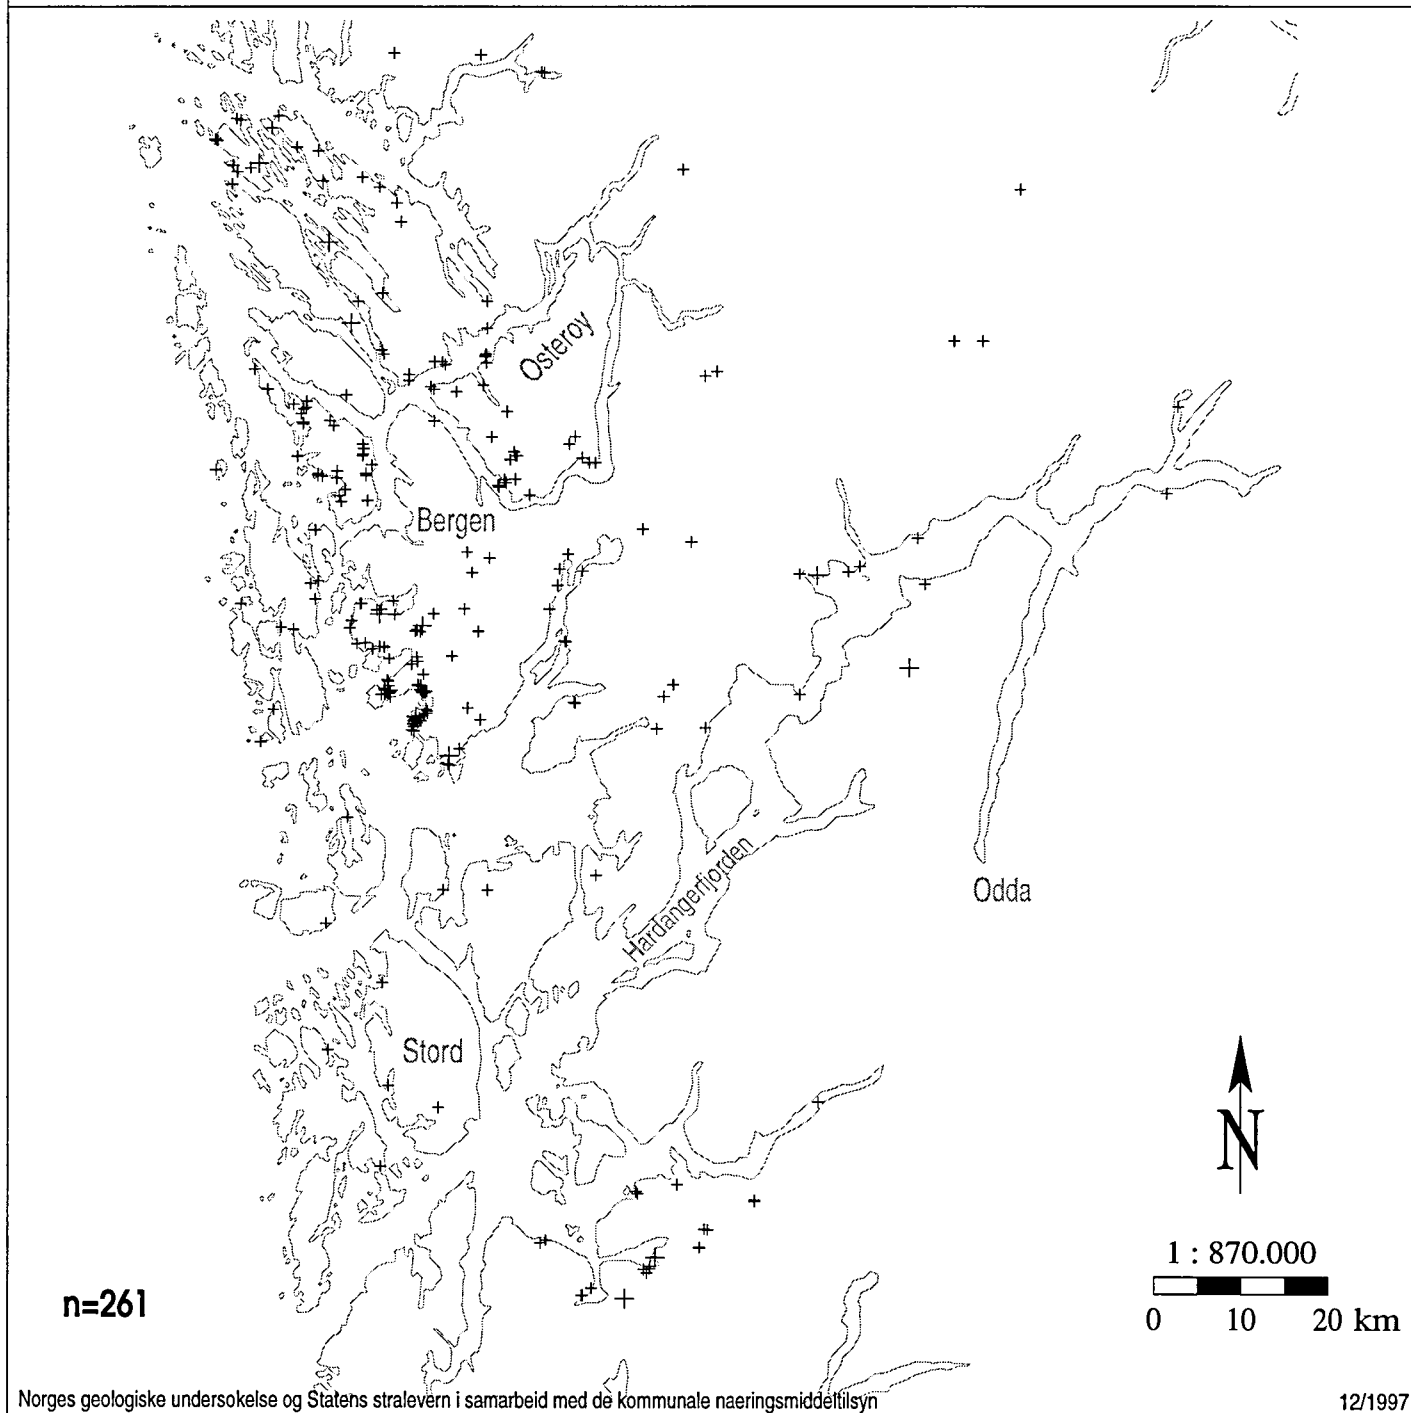 Osteroy
Bergen
Hardangerfjorden
Odda
Stord
N
1 : 870.000
0 10 20 km
n=261
Norges geologiske undersokelse og Statens stralevern i samarbeid med de kommunale naeringsmiddeltilsyn
12/1997